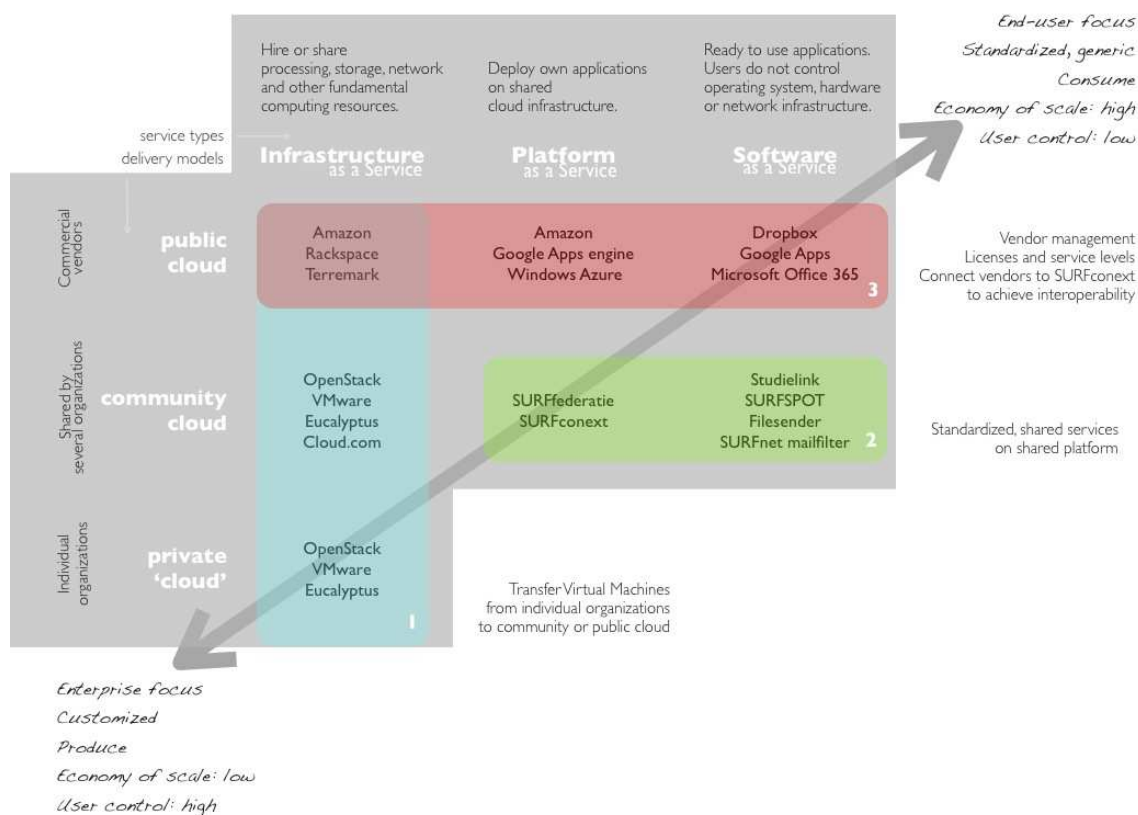 End-user focus
Standardized, generic
Consume
Economy of scale: high
User control: low
Hire or share
processing, storage, network
and other fundamental
computing resources.
Deploy own applications
on shared
cloud infrastructure.
Ready to use applications.
Users do not control
operating system, hardware
or network infrastructure.
service types
delivery models
Infrastructure
as a Service
Platform
as a Service
Software
as a Service
Commercial
vendors
public
cloud
Amazon
Rackspace
Terremark
Amazon
Google Apps engine
Windows Azure
Dropbox
Google Apps
Microsoft Office 365
3
Vendor management
Licenses and service levels
Connect vendors to SURFconext
to achieve interoperability
Shared by
several organizations
community
cloud
OpenStack
VMware
Eucalyptus
Cloud.com
SURFfederatie
SURFconext
Studielink
SURFSPOT
Filesender
SURFnet mailfilter
2
Standardized, shared services
on shared platform
Individual
organizations
private
‘cloud’
OpenStack
VMware
Eucalyptus
1
Transfer Virtual Machines
from individual organizations
to community or public cloud
Enterprise focus
Customized
Produce
Economy of scale: low
User control: high